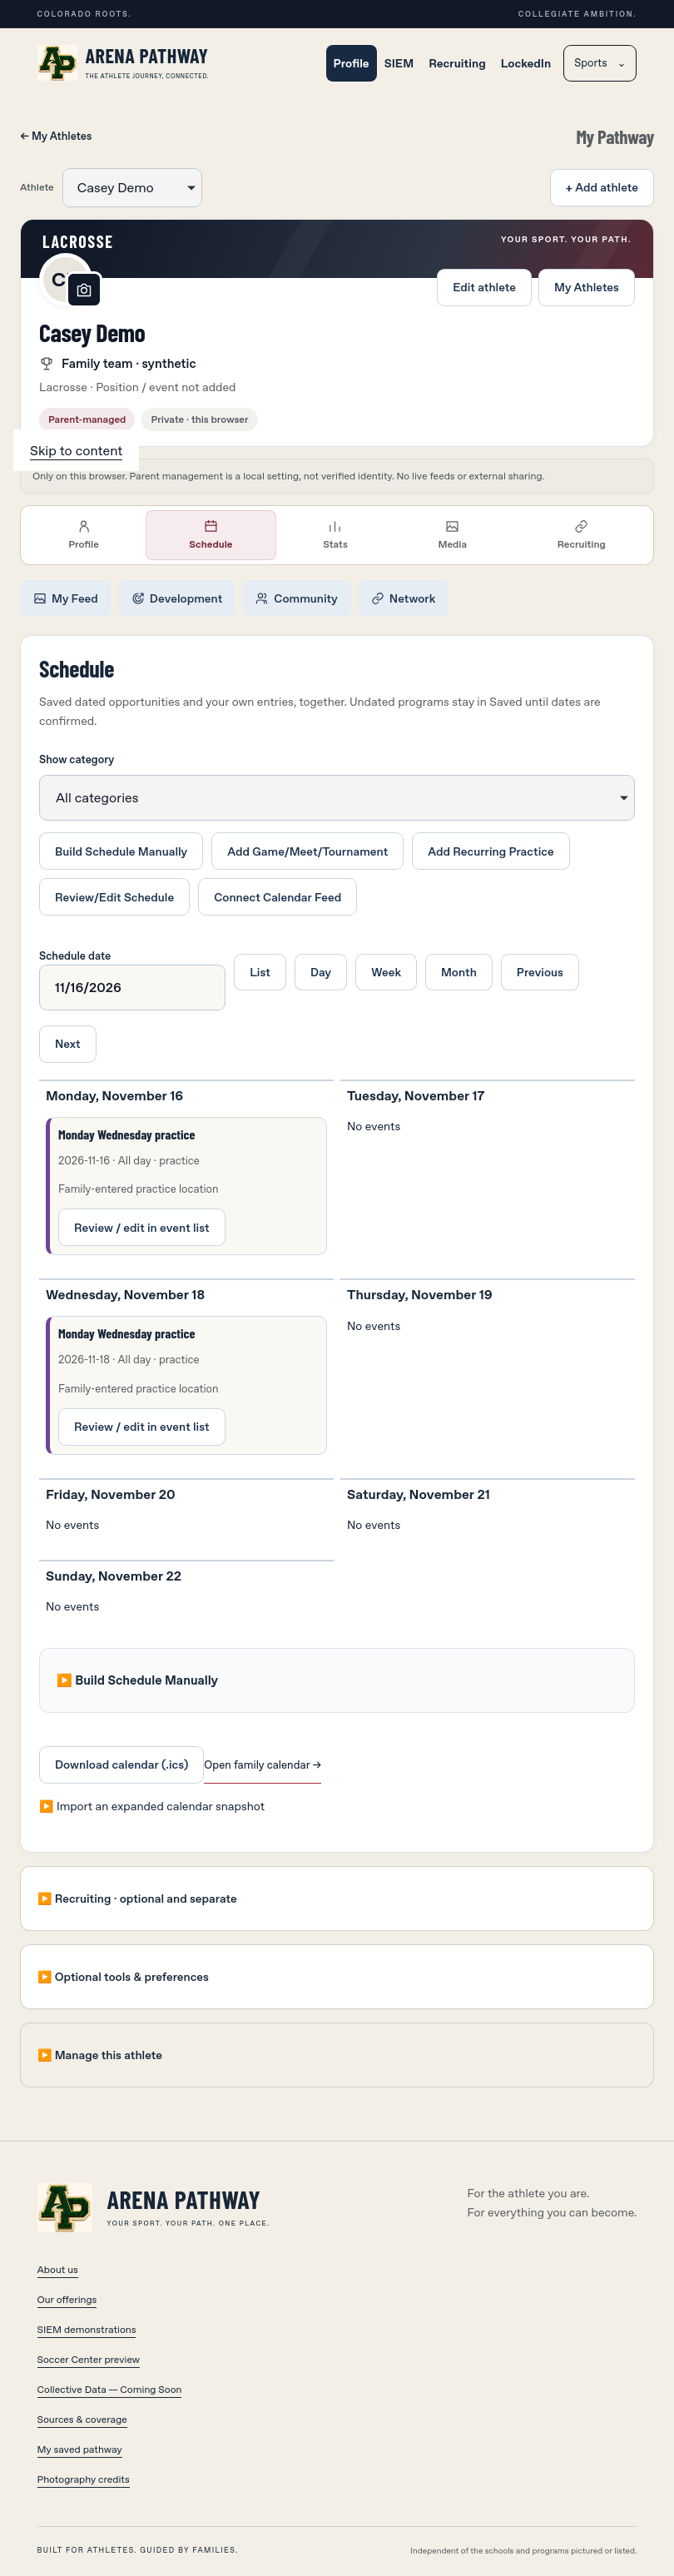 COLORADO ROOTS.
COLLEGIATE AMBITION.
AP
ARENA PATHWAY
THE ATHLETE JOURNEY, CONNECTED.
Profile
SIEM
Recruiting
LockedIn
Sports
← My Athletes
My Pathway
Athlete
Casey Demo
+ Add athlete
LACROSSE
YOUR SPORT. YOUR PATH.
C
Edit athlete
My Athletes
Casey Demo
Family team · synthetic
Lacrosse · Position / event not added
Parent-managed
Private · this browser
Skip to content
Only on this browser. Parent management is a local setting, not verified identity. No live feeds or external sharing.
Profile
Schedule
Stats
Media
Recruiting
My Feed
Development
Community
Network
Schedule
Saved dated opportunities and your own entries, together. Undated programs stay in Saved until dates are
confirmed.
Show category
All categories
Build Schedule Manually
Add Game/Meet/Tournament
Add Recurring Practice
Review/Edit Schedule
Connect Calendar Feed
Schedule date
11/16/2026
List
Day
Week
Month
Previous
Next
Monday, November 16
Monday Wednesday practice
2026-11-16 · All day · practice
Family-entered practice location
Review / edit in event list
Tuesday, November 17
No events
Wednesday, November 18
Monday Wednesday practice
2026-11-18 · All day · practice
Family-entered practice location
Review / edit in event list
Thursday, November 19
No events
Friday, November 20
No events
Saturday, November 21
No events
Sunday, November 22
No events
▶ Build Schedule Manually
Download calendar (.ics)
Open family calendar →
▶ Import an expanded calendar snapshot
▶ Recruiting · optional and separate
▶ Optional tools & preferences
▶ Manage this athlete
AP
ARENA PATHWAY
YOUR SPORT. YOUR PATH. ONE PLACE.
For the athlete you are.
For everything you can become.
About us
Our offerings
SIEM demonstrations
Soccer Center preview
Collective Data — Coming Soon
Sources & coverage
My saved pathway
Photography credits
BUILT FOR ATHLETES. GUIDED BY FAMILIES.
Independent of the schools and programs pictured or listed.